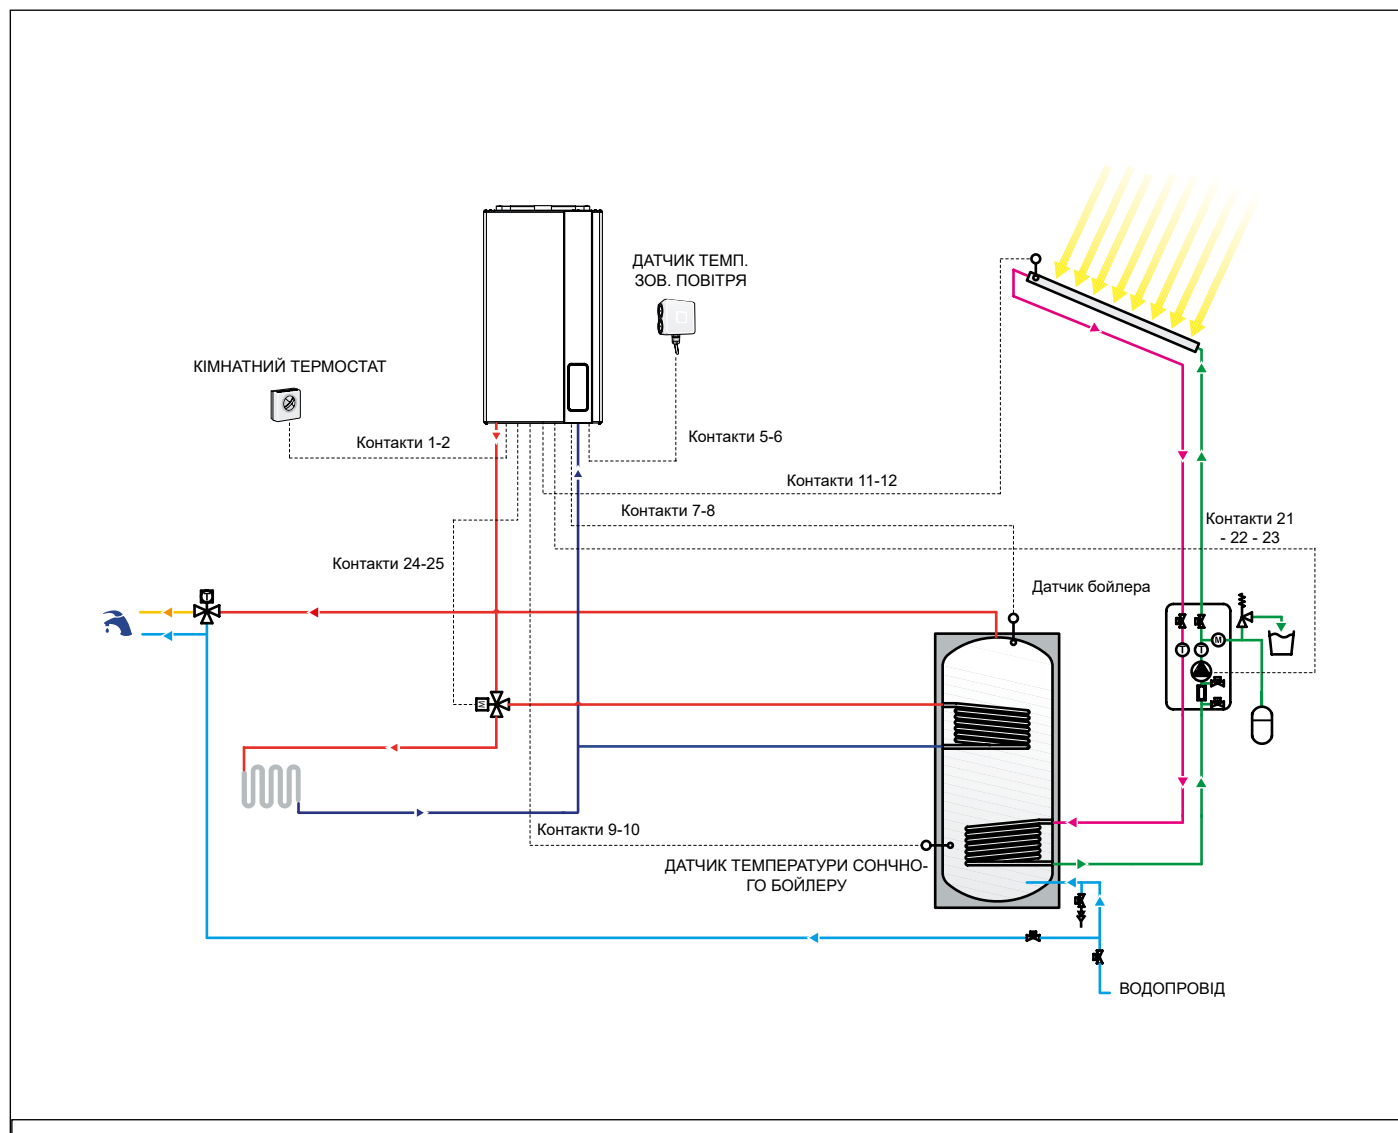 ДАТЧИК ТЕМП.
ЗОВ. ПОВІТРЯ
КІМНАТНИЙ ТЕРМОСТАТ
Контакти 1-2
Контакти 5-6
Контакти 11-12
Контакти 7-8
Контакти 21
- 22 - 23
Контакти 24-25
Датчик бойлера
T
M
T
T
M
Контакти 9-10
ДАТЧИК ТЕМПЕРАТУРИ СОНЧНО-
ГО БОЙЛЕРУ
ВОДОПРОВІД